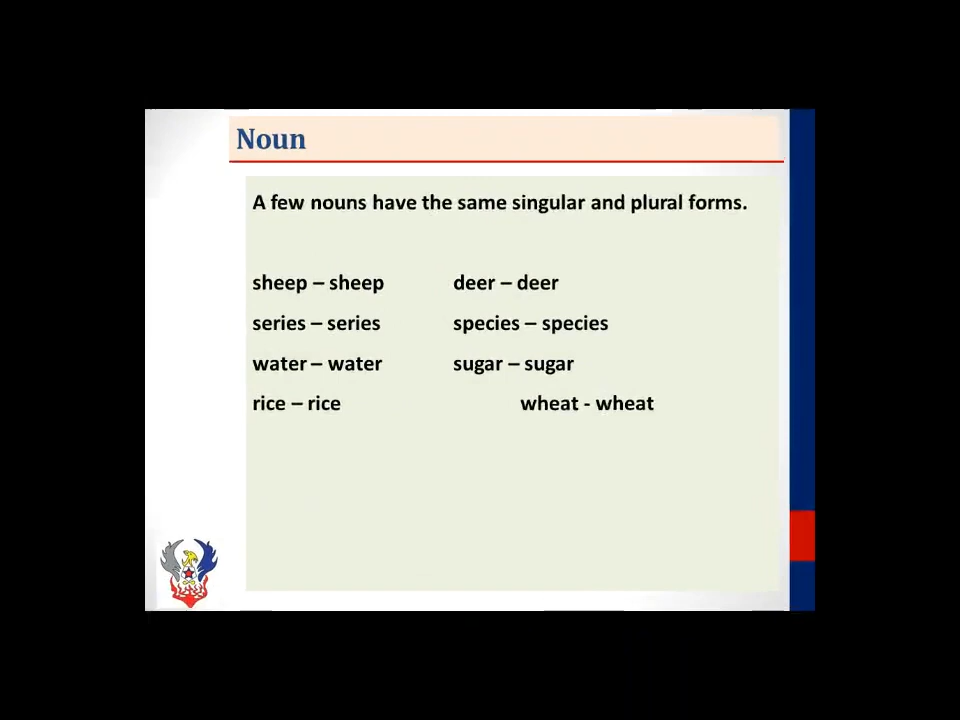 Noun
A few nouns have the same singular and plural forms.
sheep – sheep deer – deer
series – series species – species
water – water sugar – sugar
rice – rice wheat - wheat